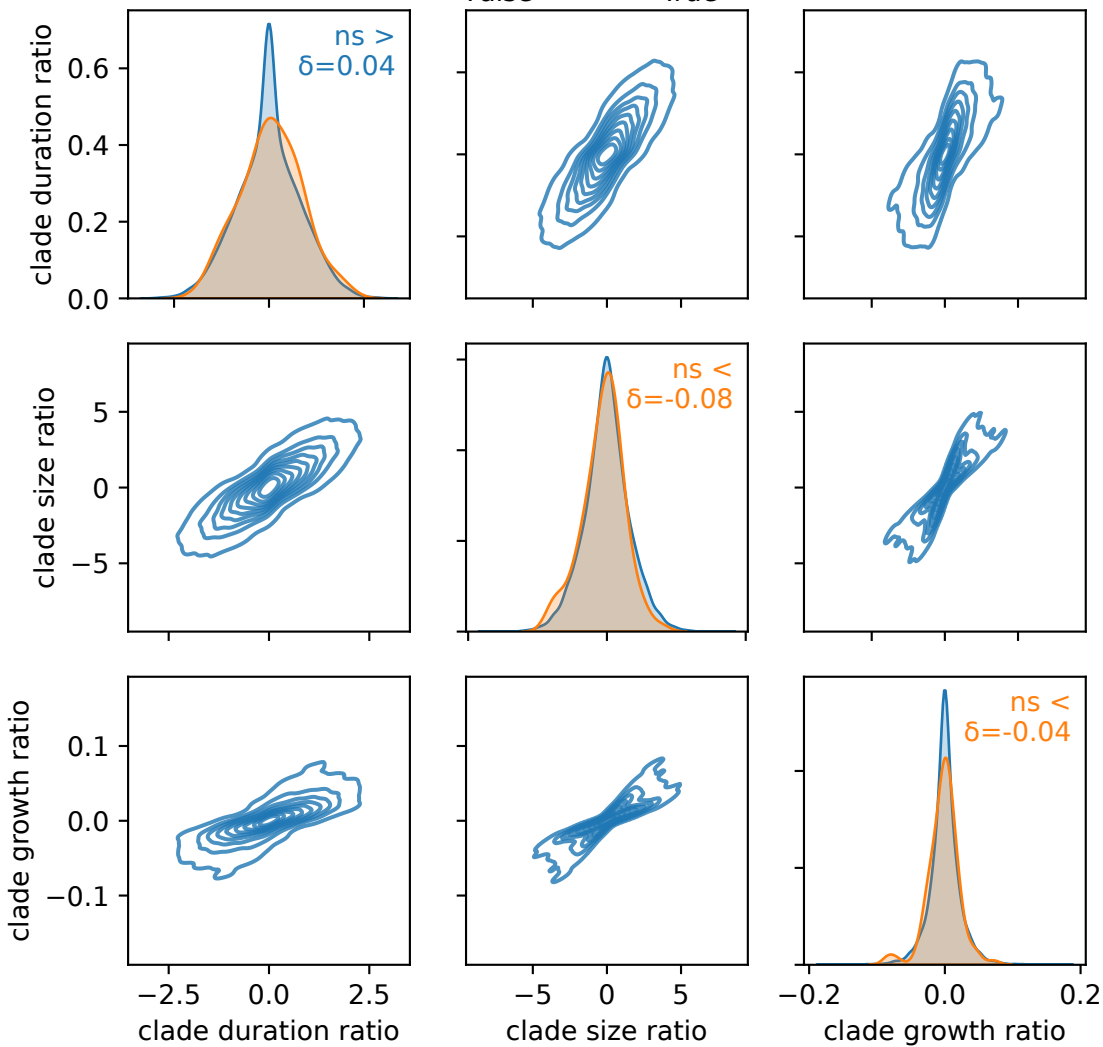 clade duration ratio
0.6
0.4
0.2
0.0
ns >
δ=0.04
clade size ratio
5
0
−5
ns <
δ=-0.08
clade growth ratio
0.1
0.0
−0.1
ns <
δ=-0.04
−2.5 0.0 2.5
−5 0 5
−0.2 0.0 0.2
clade duration ratio
clade size ratio
clade growth ratio